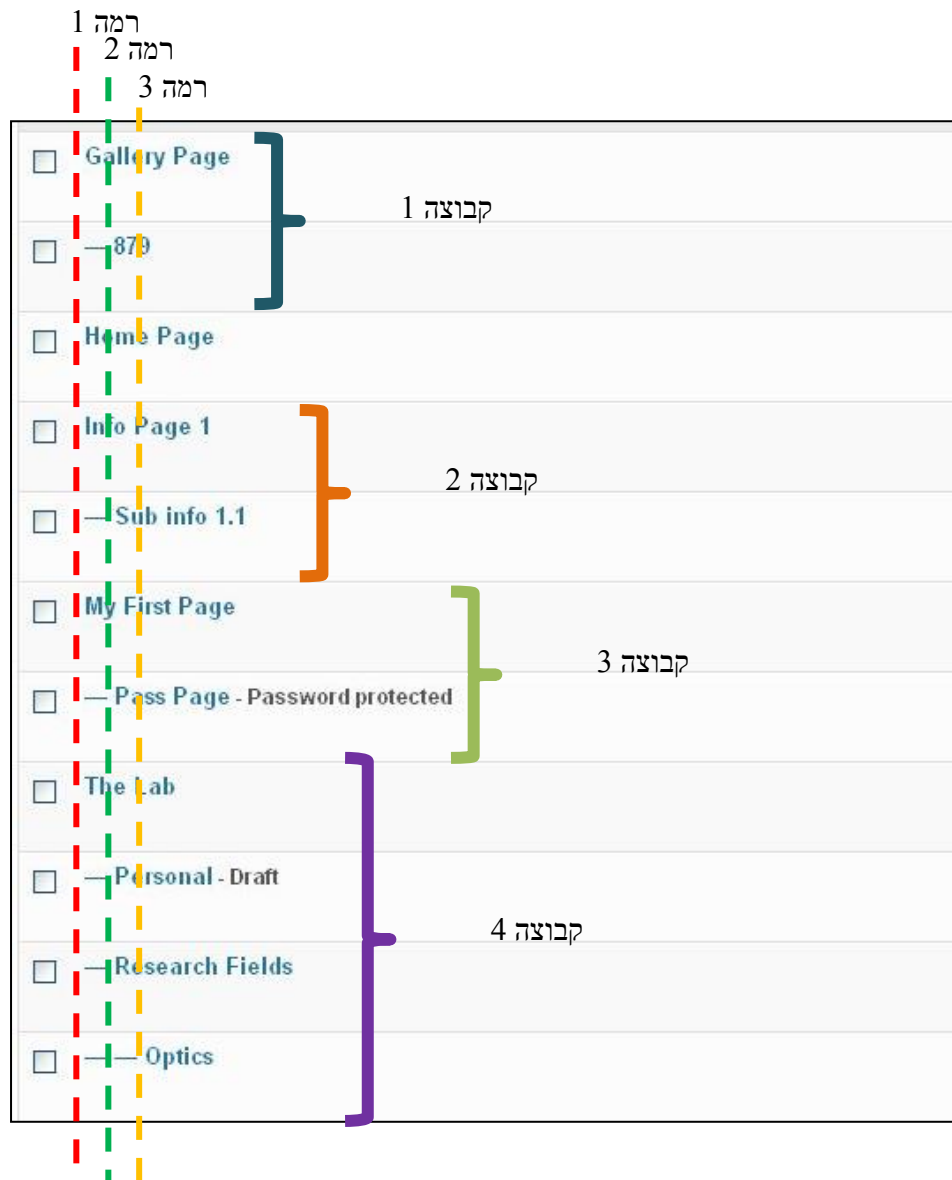 רמה 1
רמה 2
רמה 3
Gallery Page
קבוצה 1
— 879
Home Page
Info Page 1
קבוצה 2
— Sub info 1.1
My First Page
קבוצה 3
— Pass Page - Password protected
The Lab
— Personal - Draft
קבוצה 4
— Research Fields
— — Optics